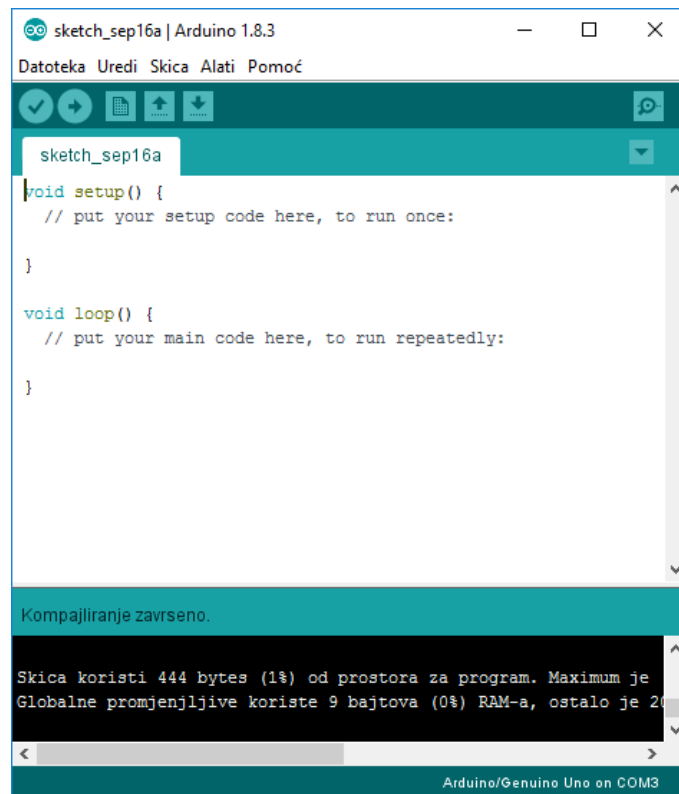 sketch_sep16a | Arduino 1.8.3
Datoteka Uredi Skica Alati Pomoć
sketch_sep16a
void setup() {
// put your setup code here, to run once:
}
void loop() {
// put your main code here, to run repeatedly:
}
Kompajliranje zavrseno.
Skica koristi 444 bytes (1%) od prostora za program. Maximum je
Globalne promjenjljive koriste 9 bajtova (0%) RAM-a, ostalo je
Arduino/Genuino Uno on COM3